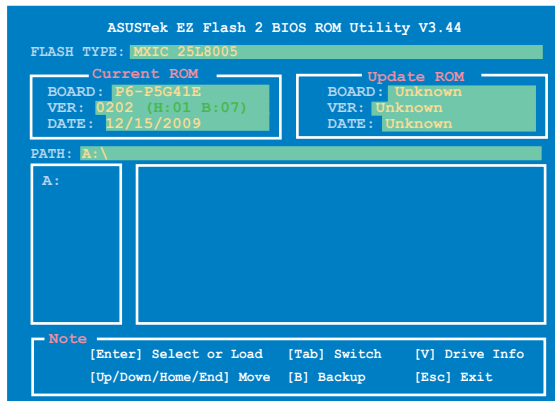 ASUSTek EZ Flash 2 BIOS ROM Utility V3.44
FLASH TYPE: MXIC 25L8005
Current ROM
BOARD: P6-P5G41E
VER: 0202 (H:01 B:07)
DATE: 12/15/2009
Update ROM
BOARD: Unknown
VER: Unknown
DATE: Unknown
PATH: A:\
A:
Note
[Enter] Select or Load [Tab] Switch [V] Drive Info
[Up/Down/Home/End] Move [B] Backup [Esc] Exit